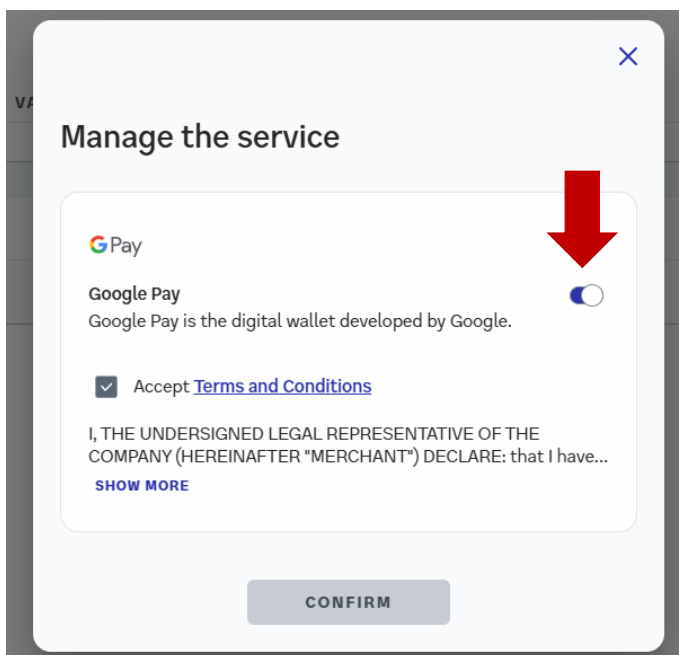 VA
Manage the service
G Pay
Google Pay
Google Pay is the digital wallet developed by Google.
Accept Terms and Conditions
I, THE UNDERSIGNED LEGAL REPRESENTATIVE OF THE
COMPANY (HEREINAFTER "MERCHANT") DECLARE: that I have...
SHOW MORE
CONFIRM